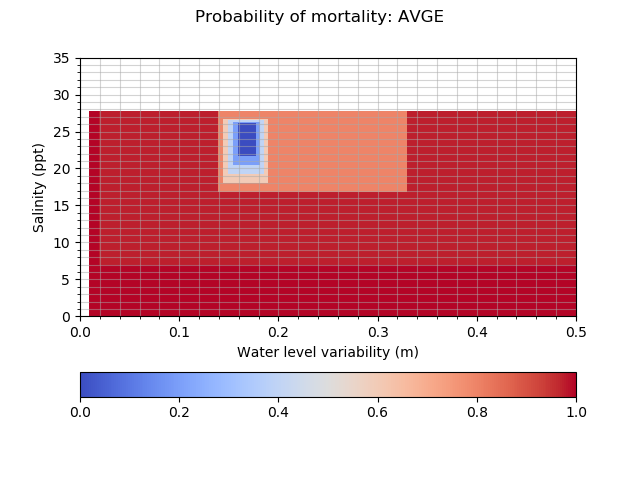 Probability of mortality: AVGE
35
30
25
20
15
10
5
0
Salinity (ppt)
0.0 0.1 0.2 0.3 0.4 0.5
Water level variability (m)
0.0 0.2 0.4 0.6 0.8 1.0